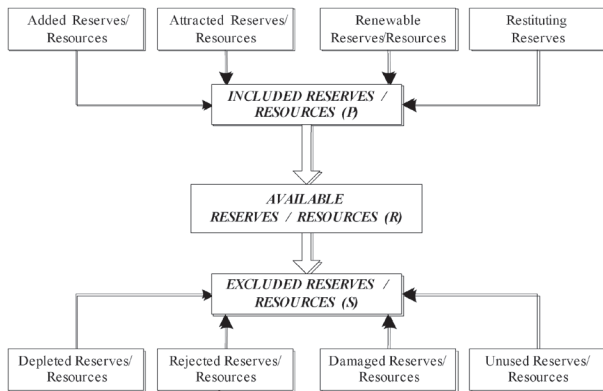 Added Reserves/
Resources
Attracted Reserves/
Resources
Renewable
Reserves/Resources
Restituting
Reserves
INCLUDED RESERVES /
RESOURCES (P)
AVAILABLE
RESERVES / RESOURCES (R)
EXCLUDED RESERVES /
RESOURCES (S)
Depleted Reserves/
Resources
Rejected Reserves/
Resources
Damaged Reserves/
Resources
Unused Reserves/
Resources